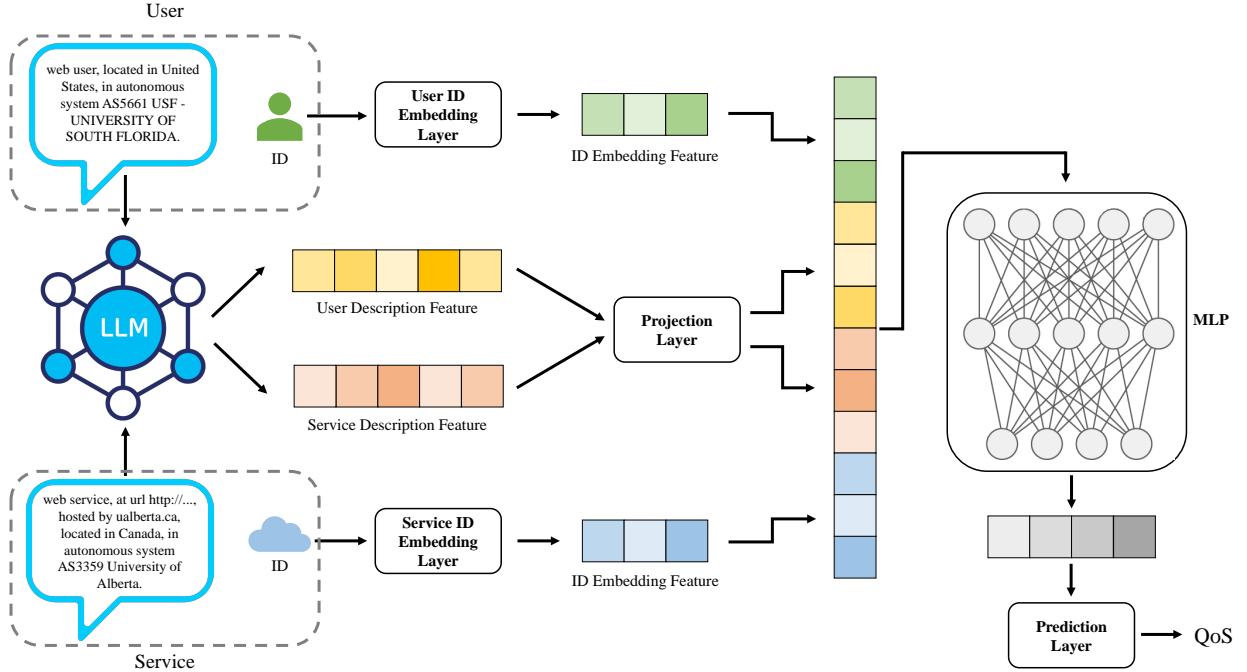 User
web user, located in United
States, in autonomous
system AS5661 USF -
UNIVERSITY OF
SOUTH FLORIDA.
ID
User ID
Embedding
Layer
ID Embedding Feature
LLM
User Description Feature
Service Description Feature
Projection
Layer
MLP
web service, at url http://...,
hosted by ualberta.ca,
located in Canada, in
autonomous system
AS3359 University of
Alberta.
ID
Service ID
Embedding
Layer
ID Embedding Feature
Prediction
Layer
QoS
Service